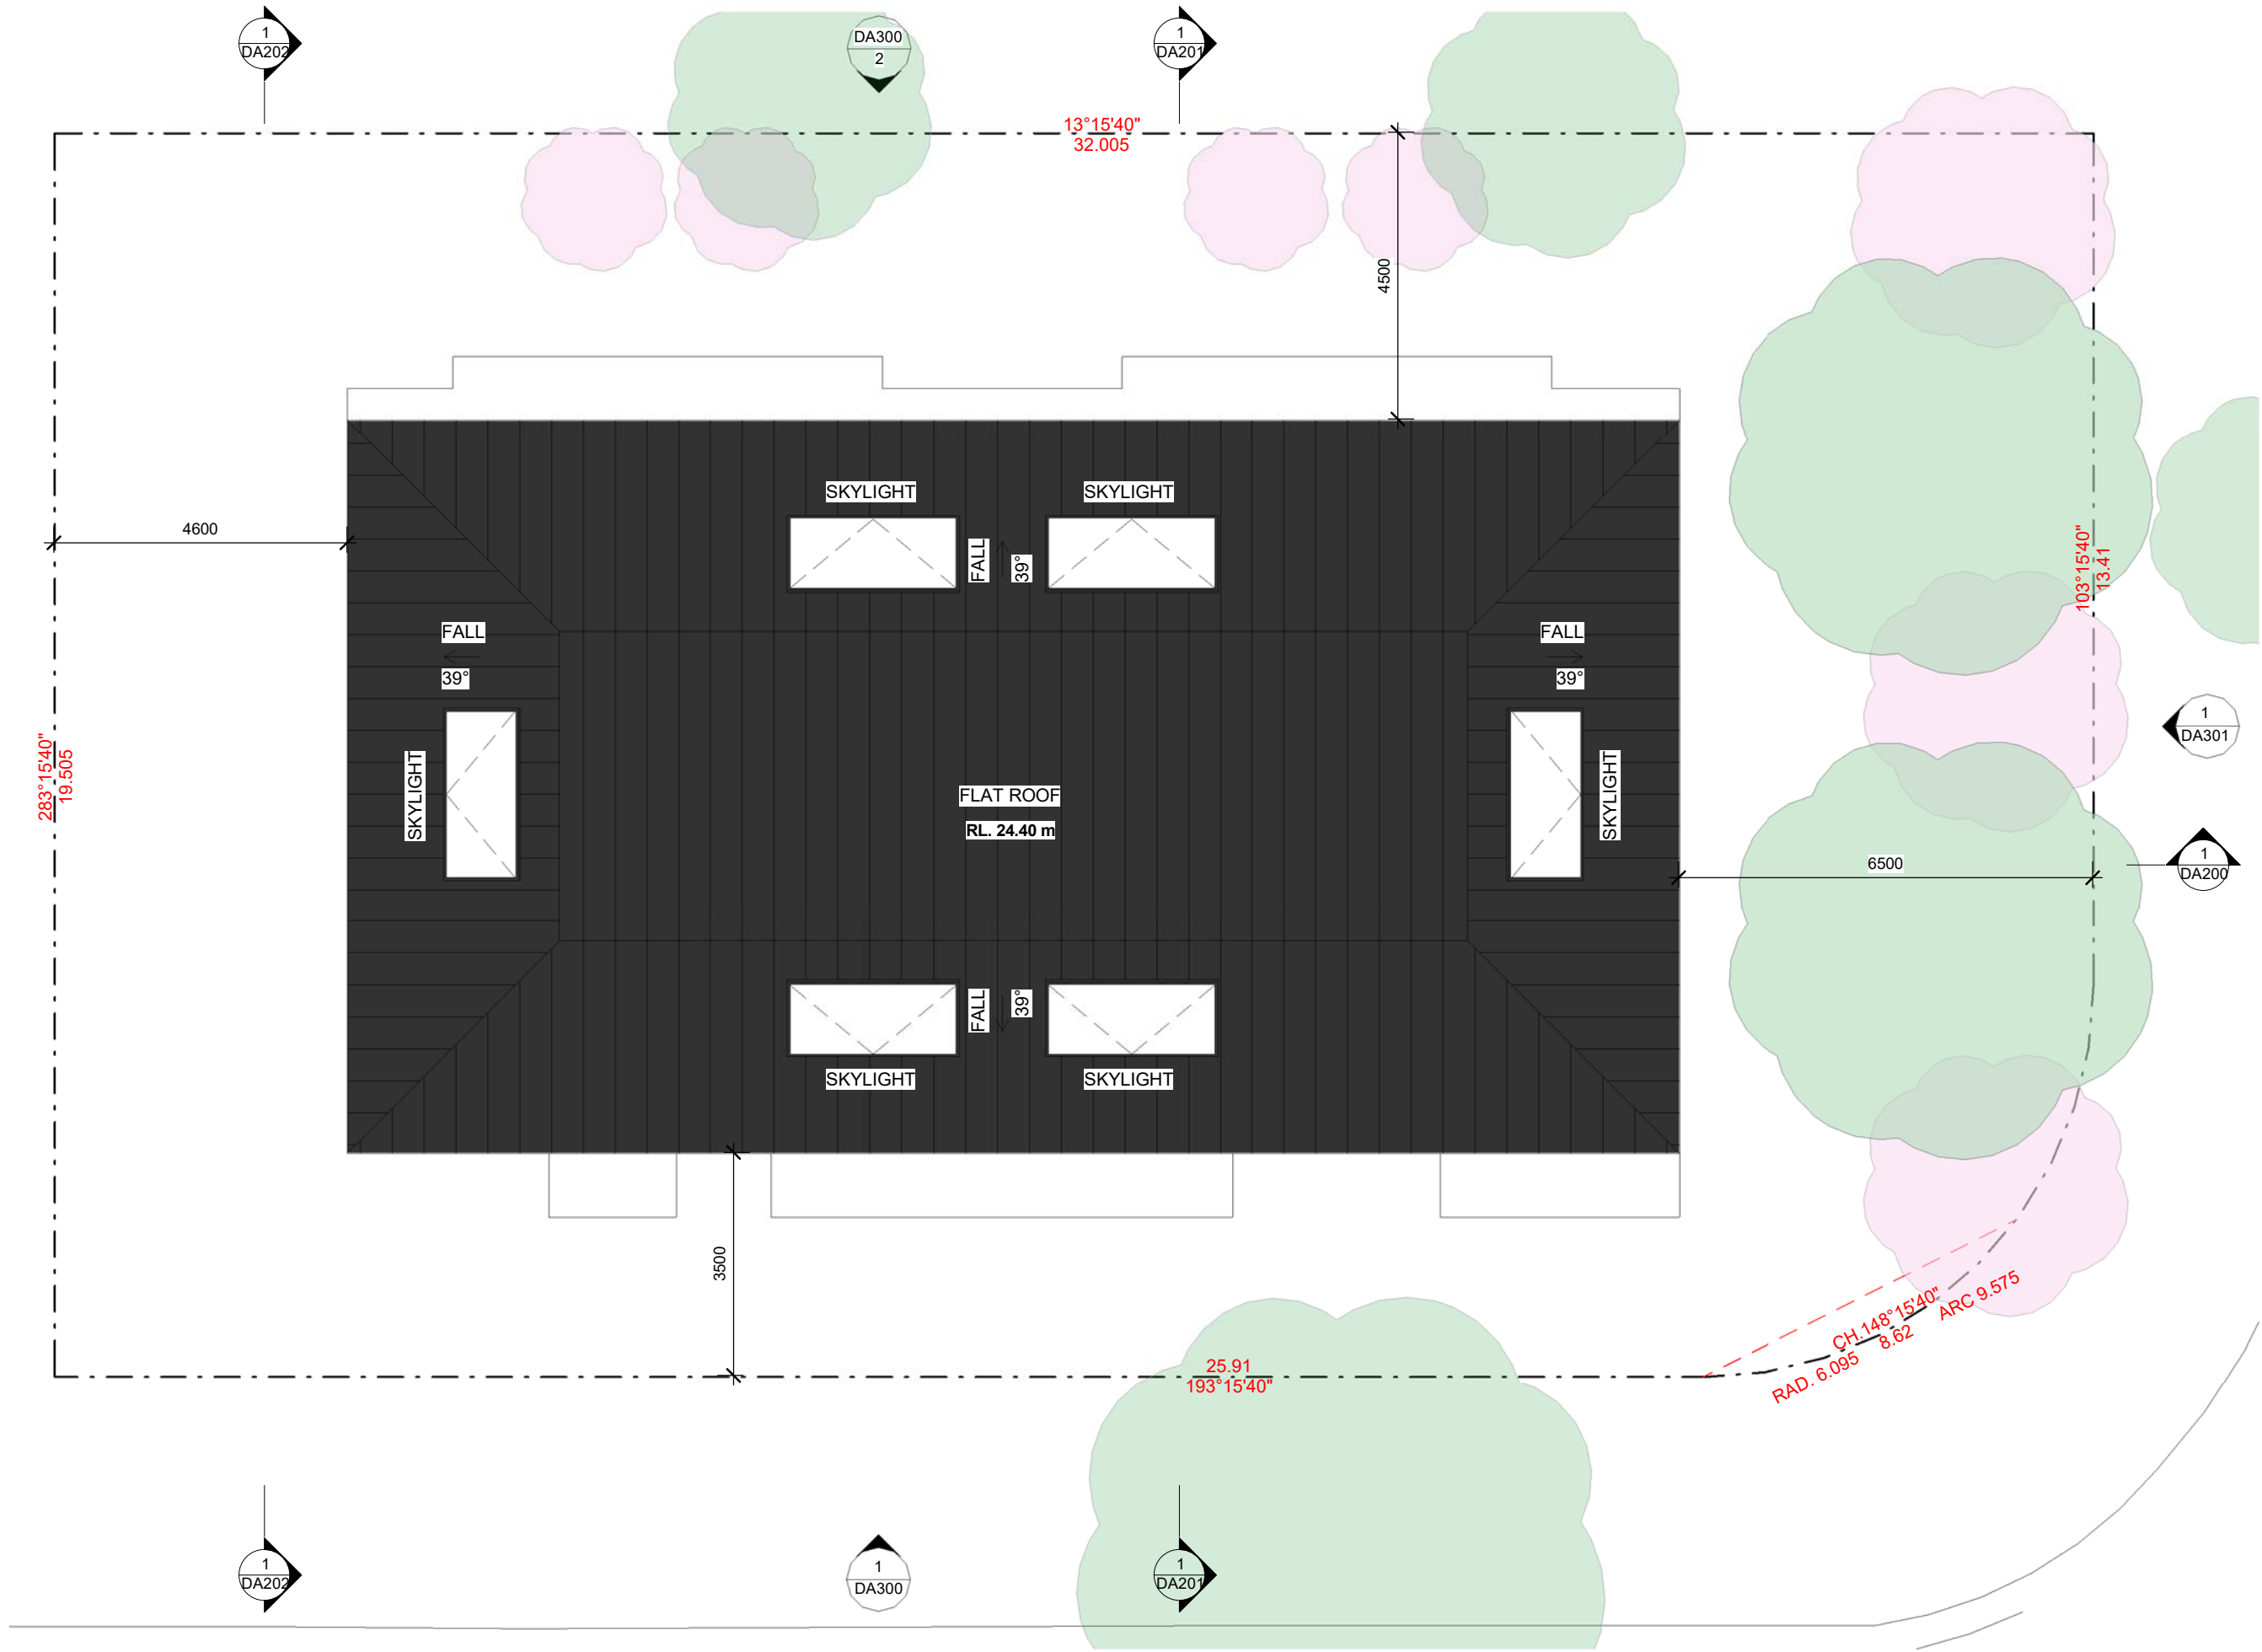 1
DA202
DA300
2
1
DA201
13°15'40"
32.005
4500
SKYLIGHT
SKYLIGHT
4600
FALL
39°
103°15'40"
13.41
FALL
39°
FALL
39°
1
DA301
283°15'40"
19.505
SKYLIGHT
FLAT ROOF
RL. 24.40 m
SKYLIGHT
6500
1
DA200
FALL
39°
SKYLIGHT
SKYLIGHT
3500
CH.148°15'40"
8.62
ARC 9.575
RAD. 6.095
25.91
193°15'40"
1
DA202
1
DA300
1
DA201